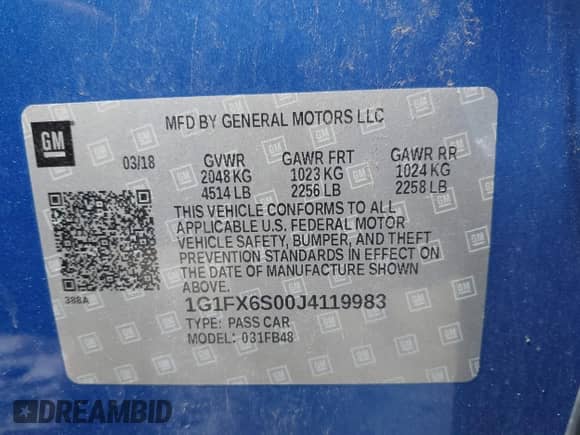 MFD BY GENERAL MOTORS LLC
GM
03/18 GVWR GAWR FRT GAWR RR
2048 KG 1023 KG 1024 KG
4514 LB 2256 LB 2258 LB
THIS VEHICLE CONFORMS TO ALL
APPLICABLE U.S. FEDERAL MOTOR
VEHICLE SAFETY, BUMPER, AND THEFT
PREVENTION STANDARDS IN EFFECT ON
THE DATE OF MANUFACTURE SHOWN
ABOVE.
388A
1G1FX6S00J4119983
TYPE: PASS CAR
MODEL: 031FB48
DREAMBID